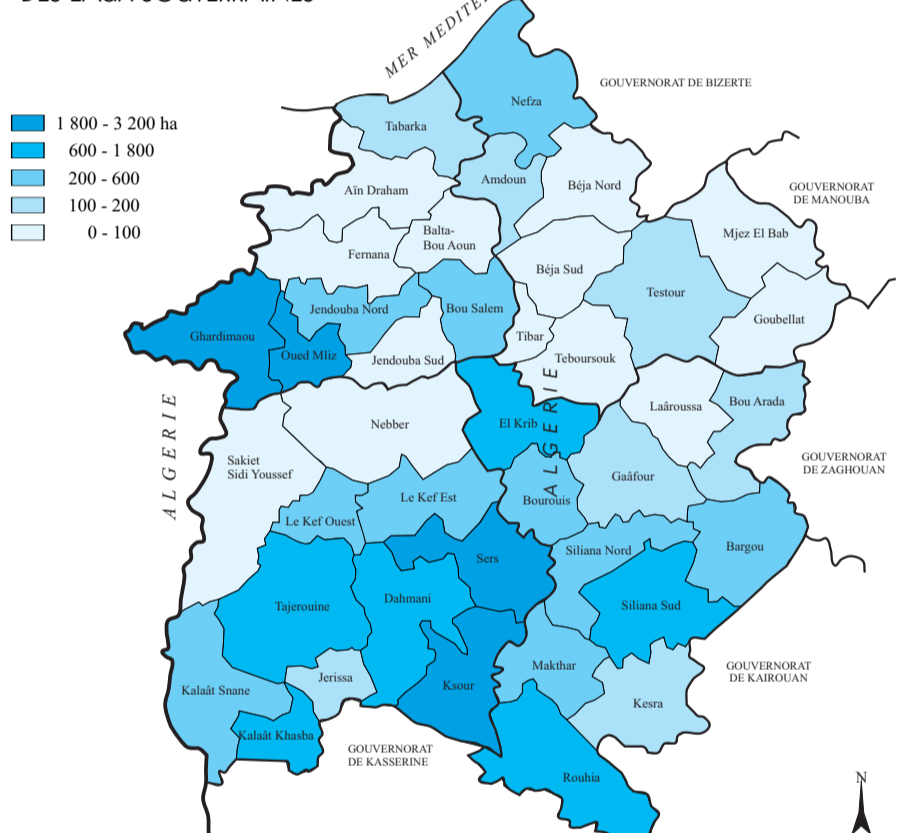 DES EAUX SOUTERRAINES
MER MEDITER
GOUVERNORAT DE BIZERTE
Nefza
1 800 - 3 200 ha
600 - 1 800
200 - 600
100 - 200
0 - 100
Tabarka
Amdoun
Béja Nord
Aïn Draham
GOUVERNORAT
DE MANOUBA
Balta-
Bou Aoun
Mjez El Bab
Fernana
Béja Sud
Testour
Jendouba Nord
Bou Salem
Goubellat
Ghardimaou
Oued Mliz
Tibar
Jendouba Sud
Teboursouk
ALGERIE
ALGERIE
Nebber
El Krib
Laâroussa
Bou Arada
GOUVERNORAT
DE ZAGHOUAN
Sakiet
Sidi Youssef
Gaâfour
Le Kef Est
Bourouis
Le Kef Ouest
Siliana Nord
Bargou
Sers
Tajerouine
Dahmani
Siliana Sud
Makthar
GOUVERNORAT
DE KAIROUAN
Jerissa
Ksour
Kalaât Snane
Kesra
Kalaât Khasba
GOUVERNORAT
DE KASSERINE
Rouhia
N